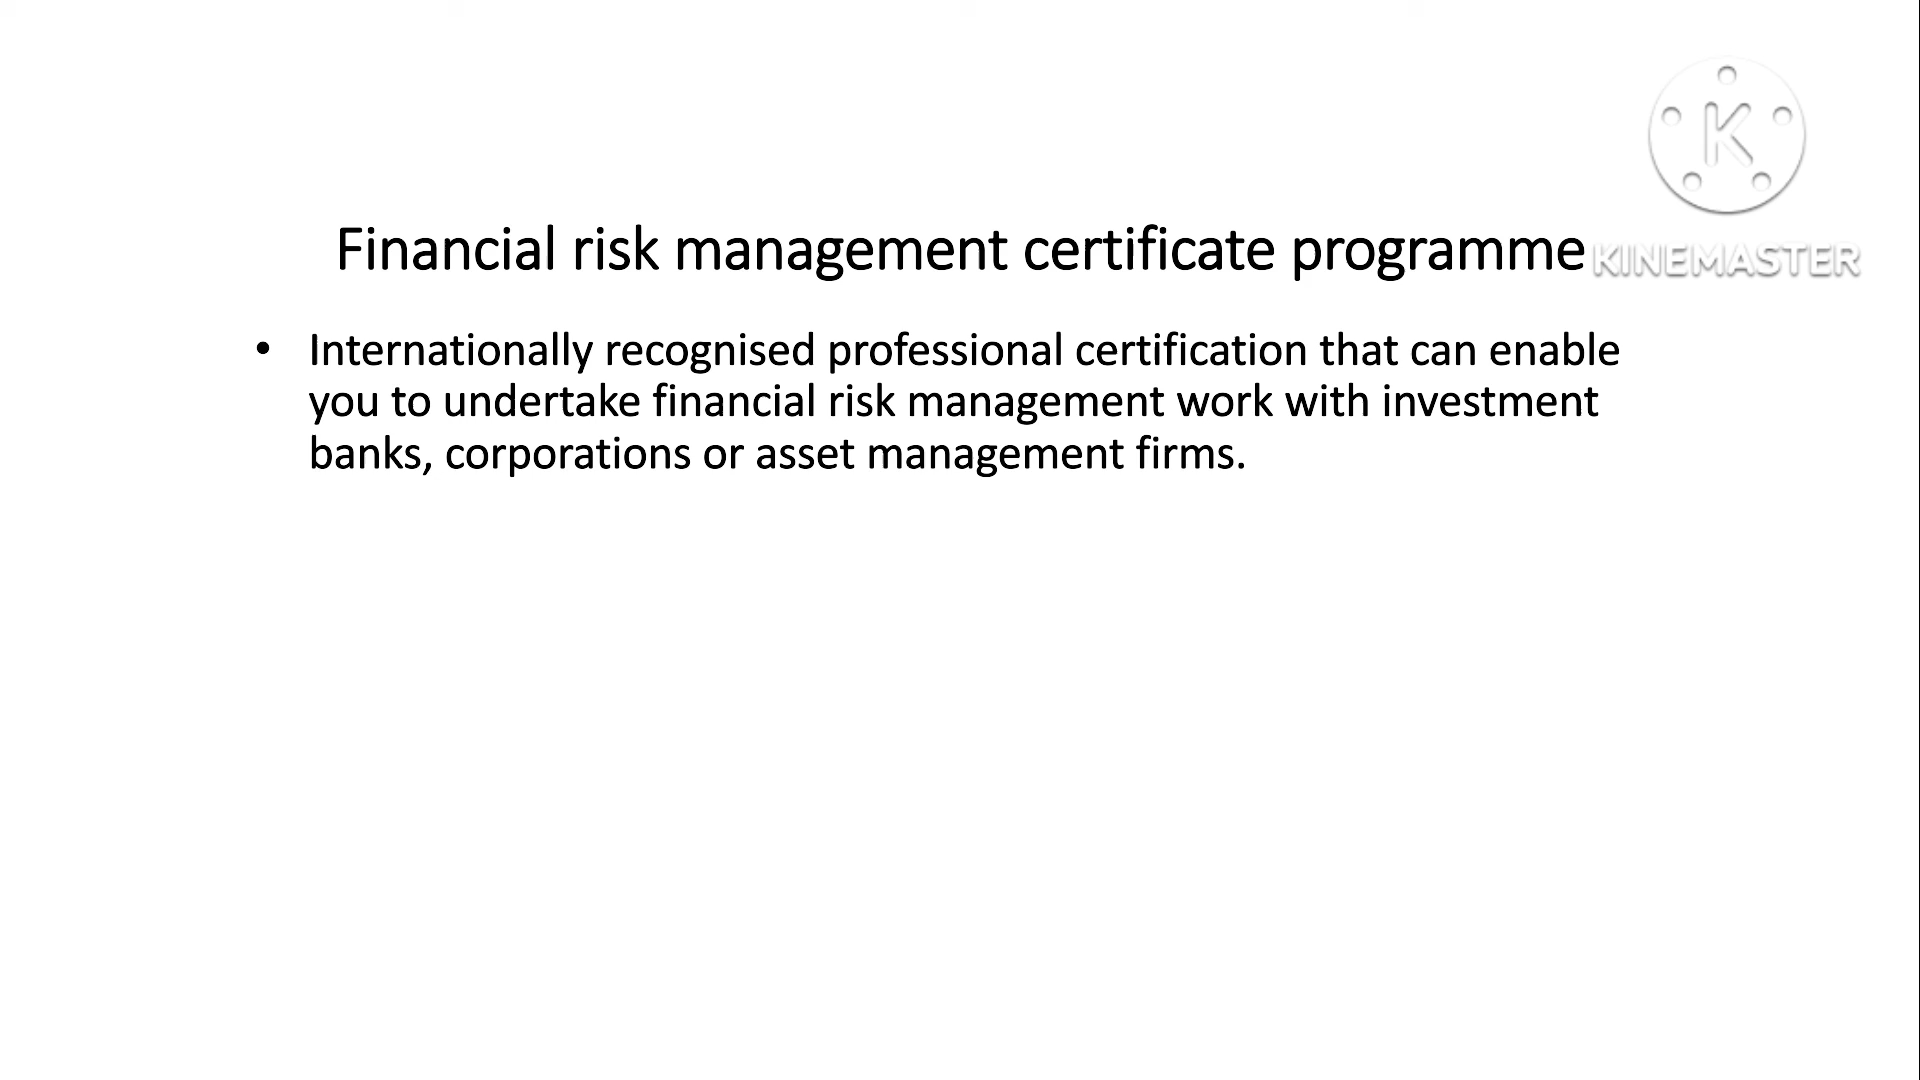 K
KINEMASTER
Financial risk management certificate programme
• Internationally recognised professional certification that can enable
you to undertake financial risk management work with investment
banks, corporations or asset management firms.